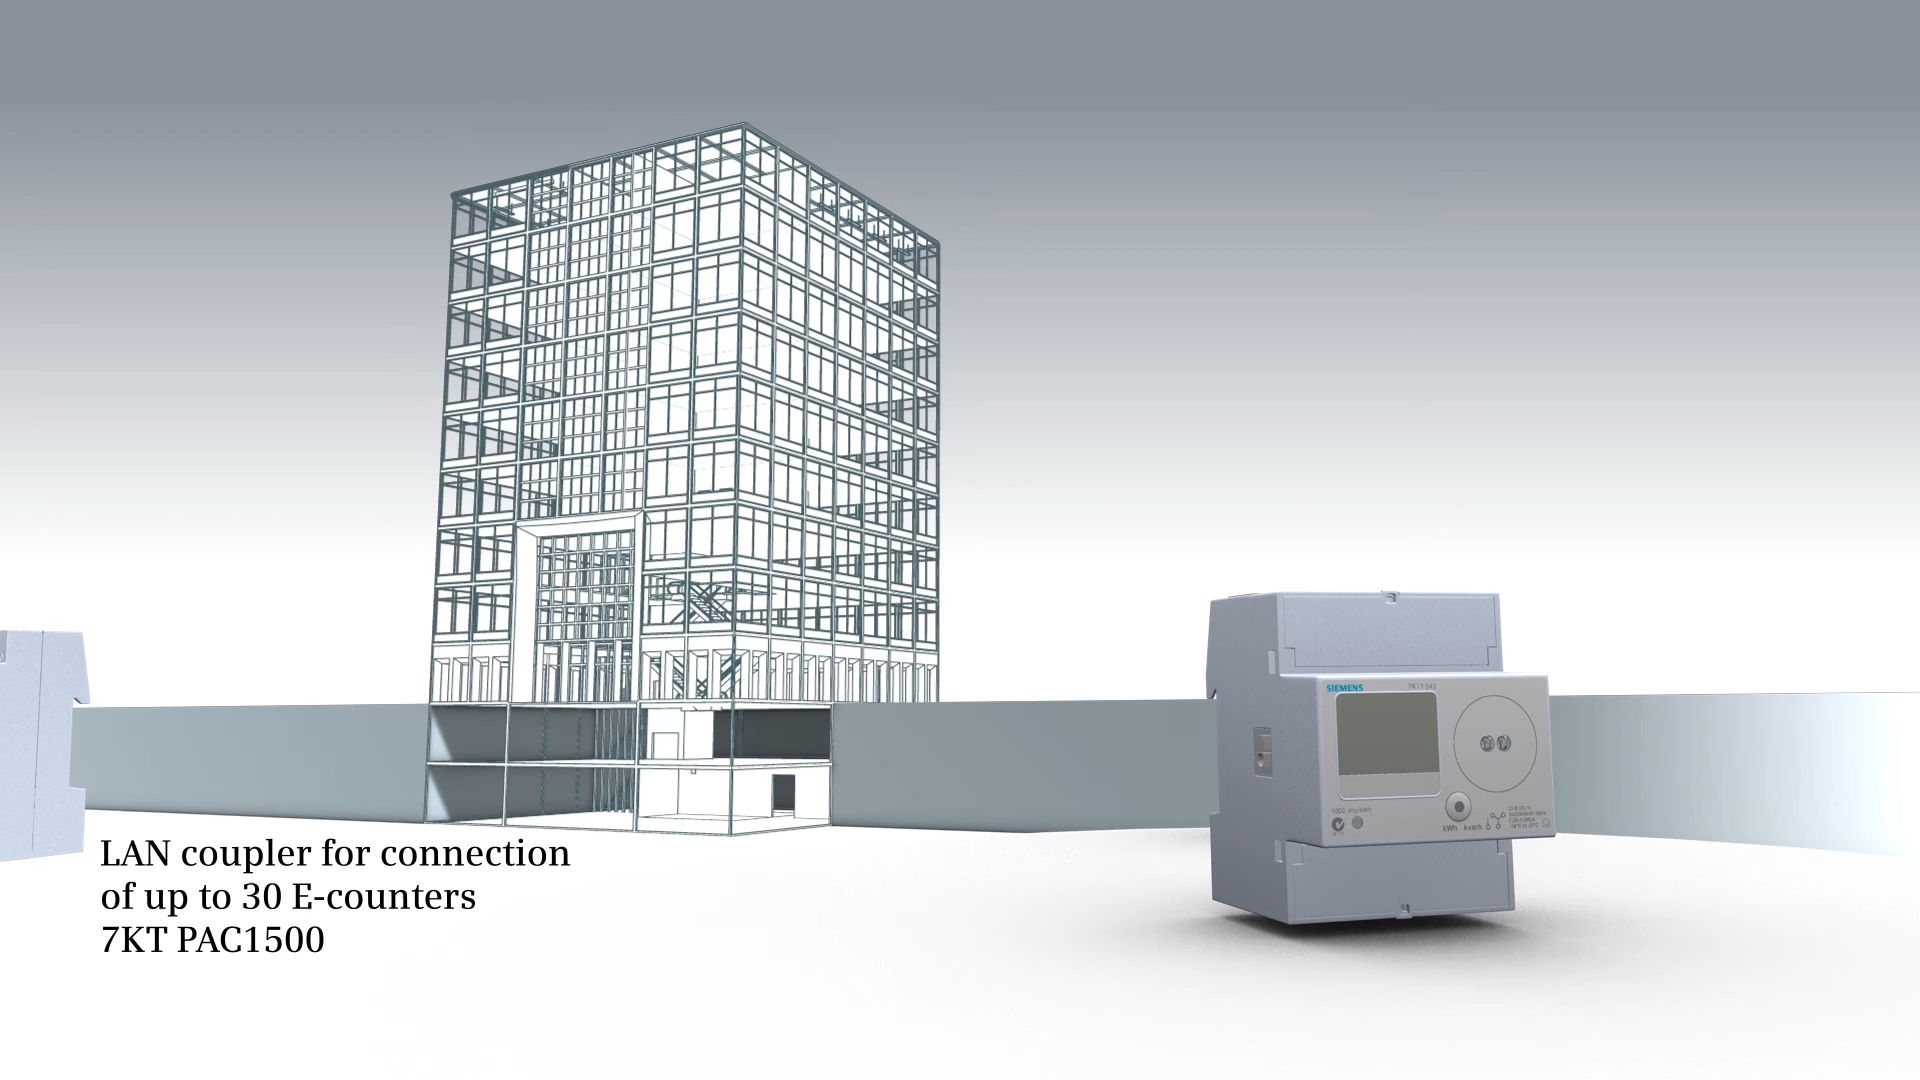 SIEMENS
LAN coupler for connection
of up to 30 E-counters
7KT PAC1500
kWh kvarh